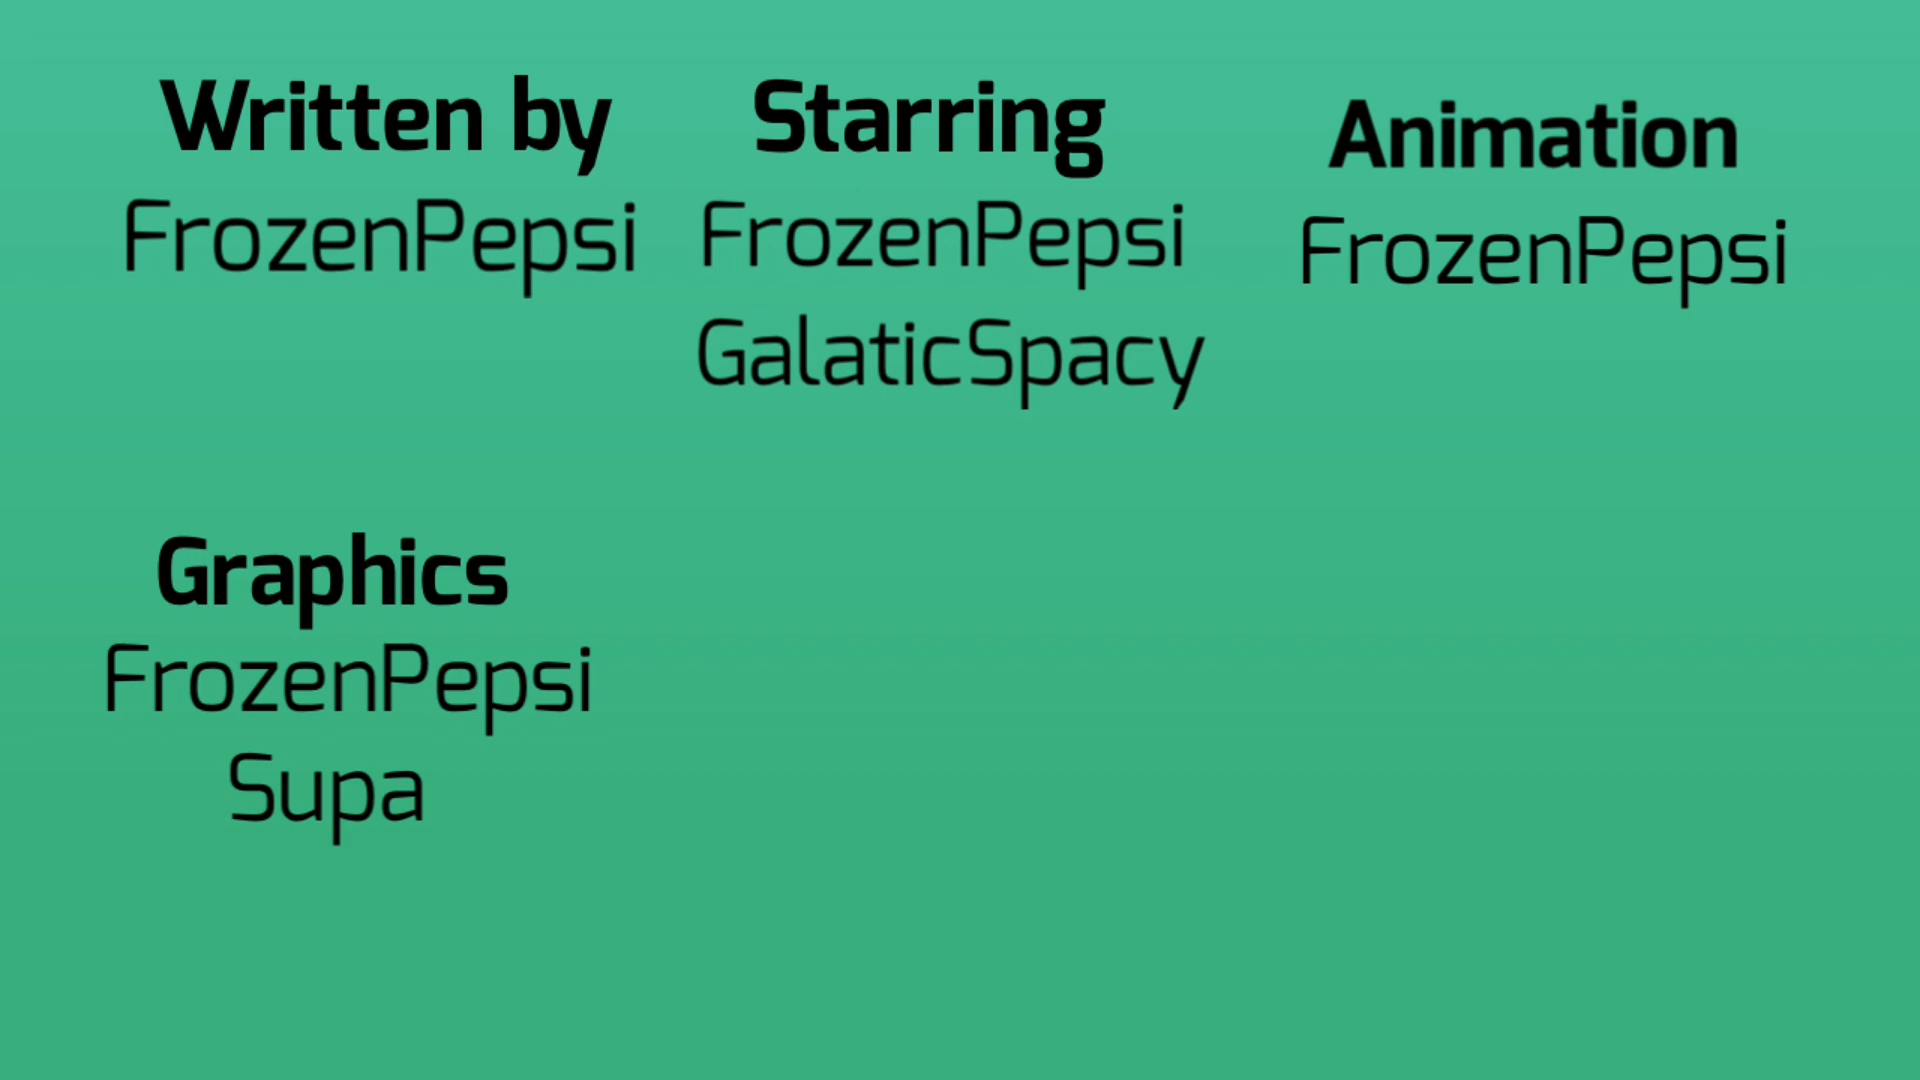 Written by
FrozenPepsi
Starring
FrozenPepsi
GalaticSpacy
Animation
FrozenPepsi
Graphics
FrozenPepsi
Supa